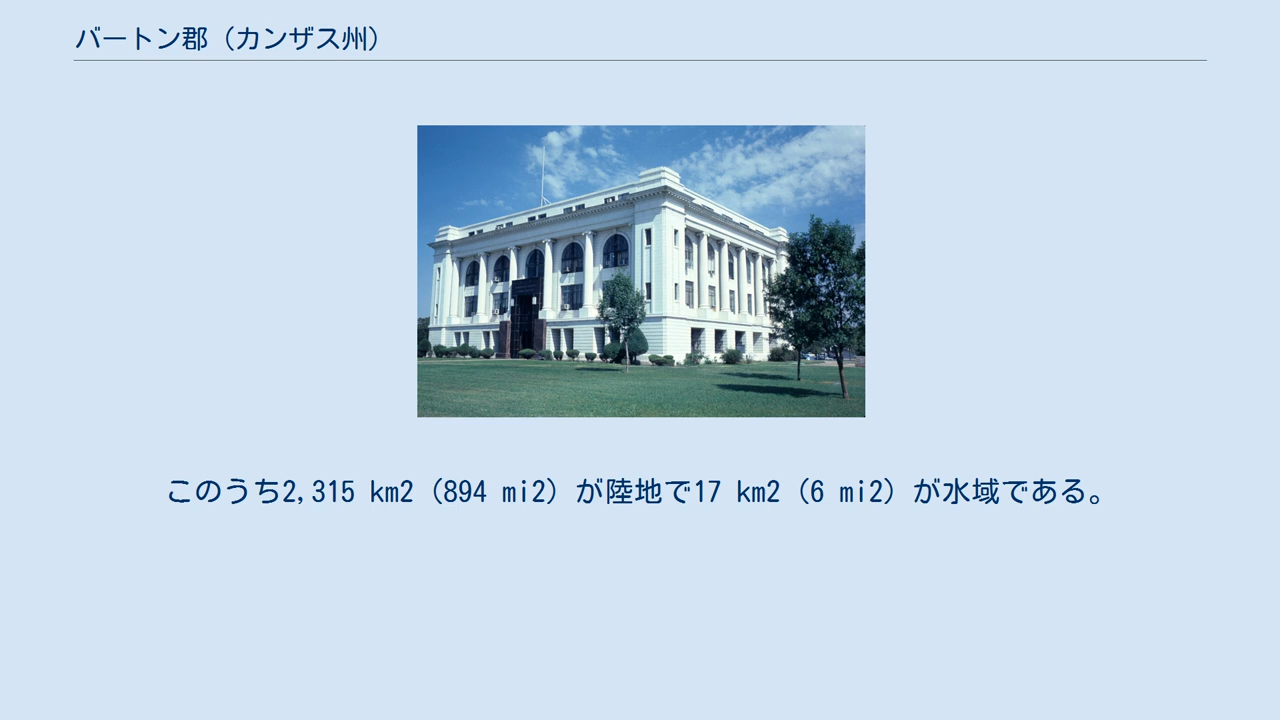 バートン郡（カンザス州）
このうち2,315 km2（894 mi2）が陸地で17 km2（6 mi2）が水域である。